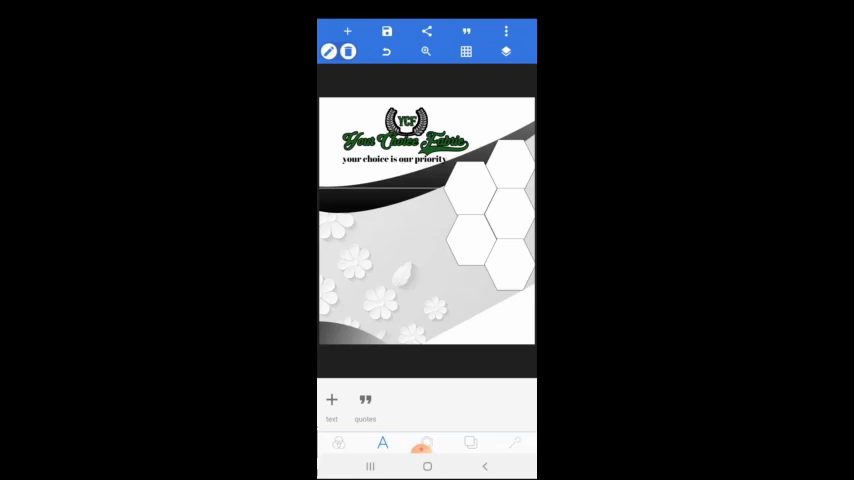 YCF
Your Choice Fabric
your choice is our priority
text
quotes